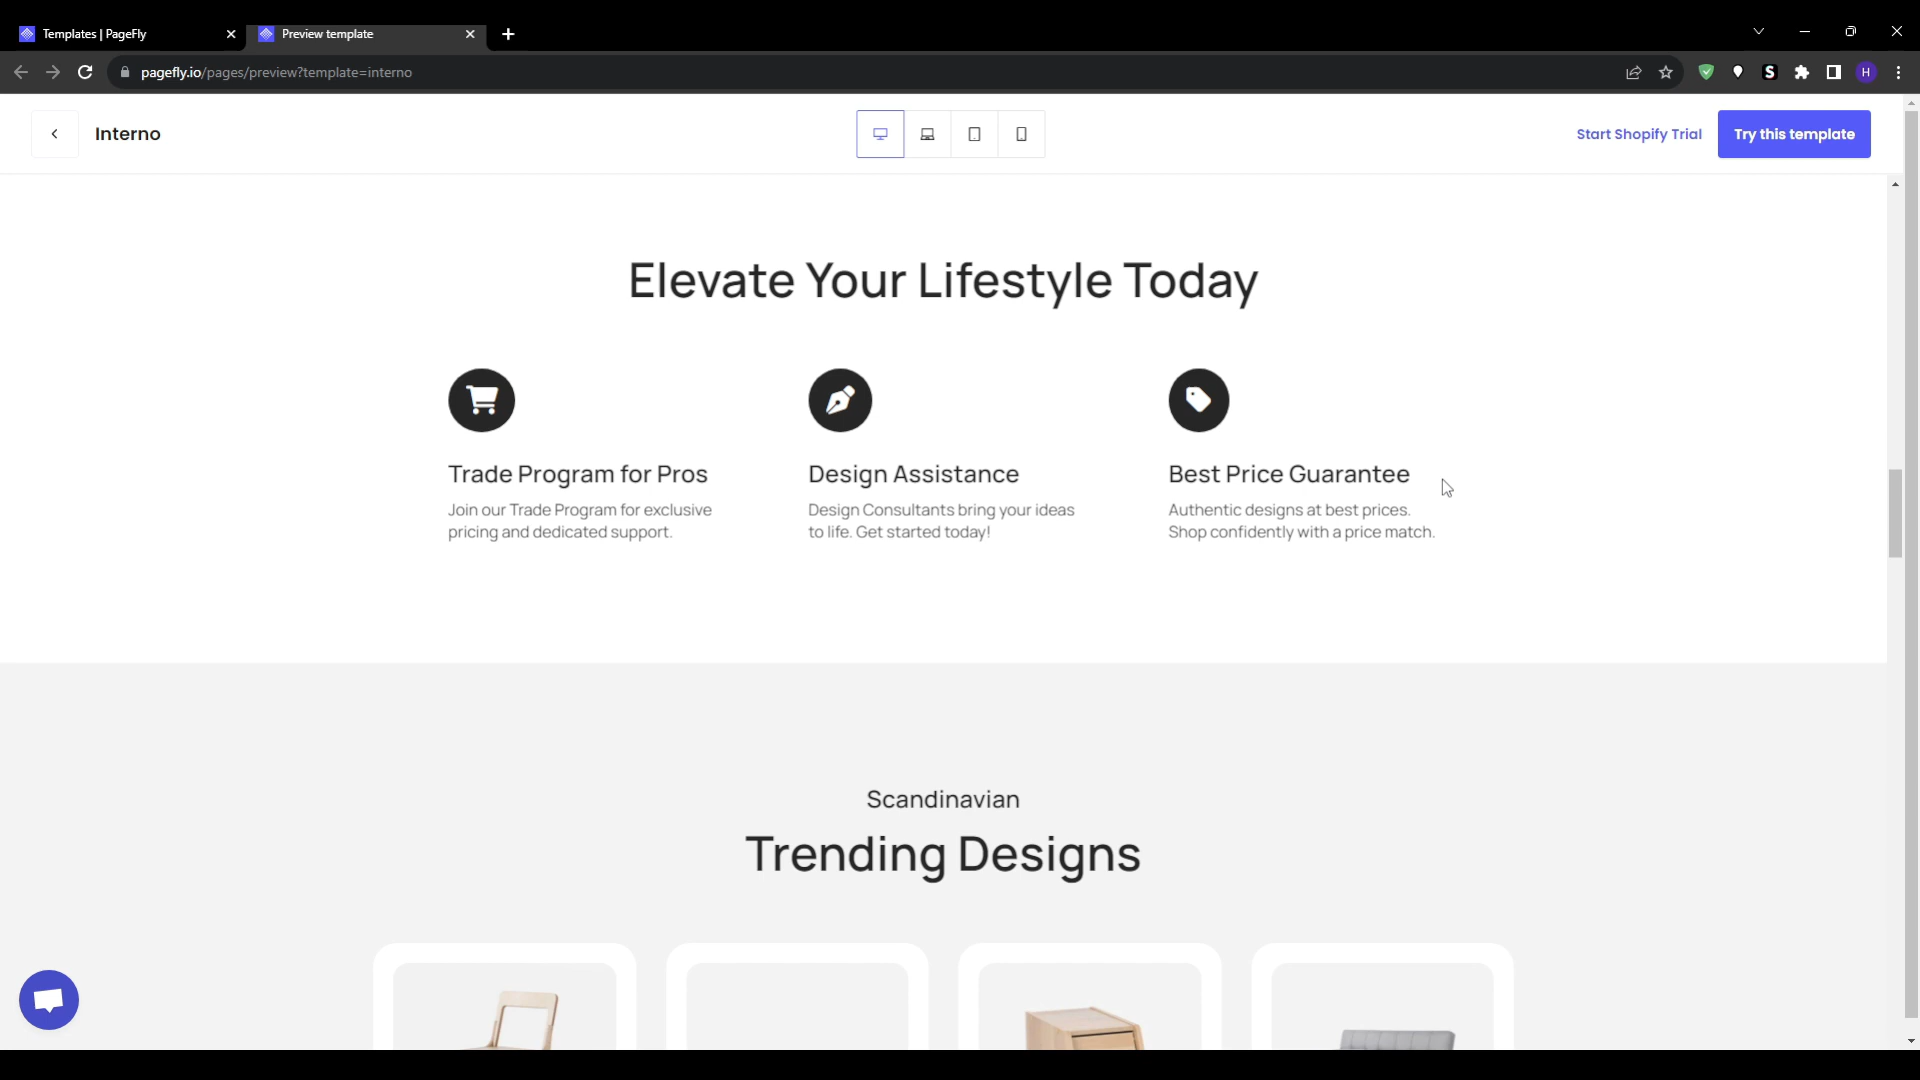 Templates | PageFly
Preview template
pagefly.io/pages/preview?template=interno
S
H
Interno
Start Shopify Trial
Try this template
Elevate Your Lifestyle Today
Trade Program for Pros
Join our Trade Program for exclusive
pricing and dedicated support.
Design Assistance
Design Consultants bring your ideas
to life. Get started today!
Best Price Guarantee
Authentic designs at best prices.
Shop confidently with a price match.
Scandinavian
Trending Designs